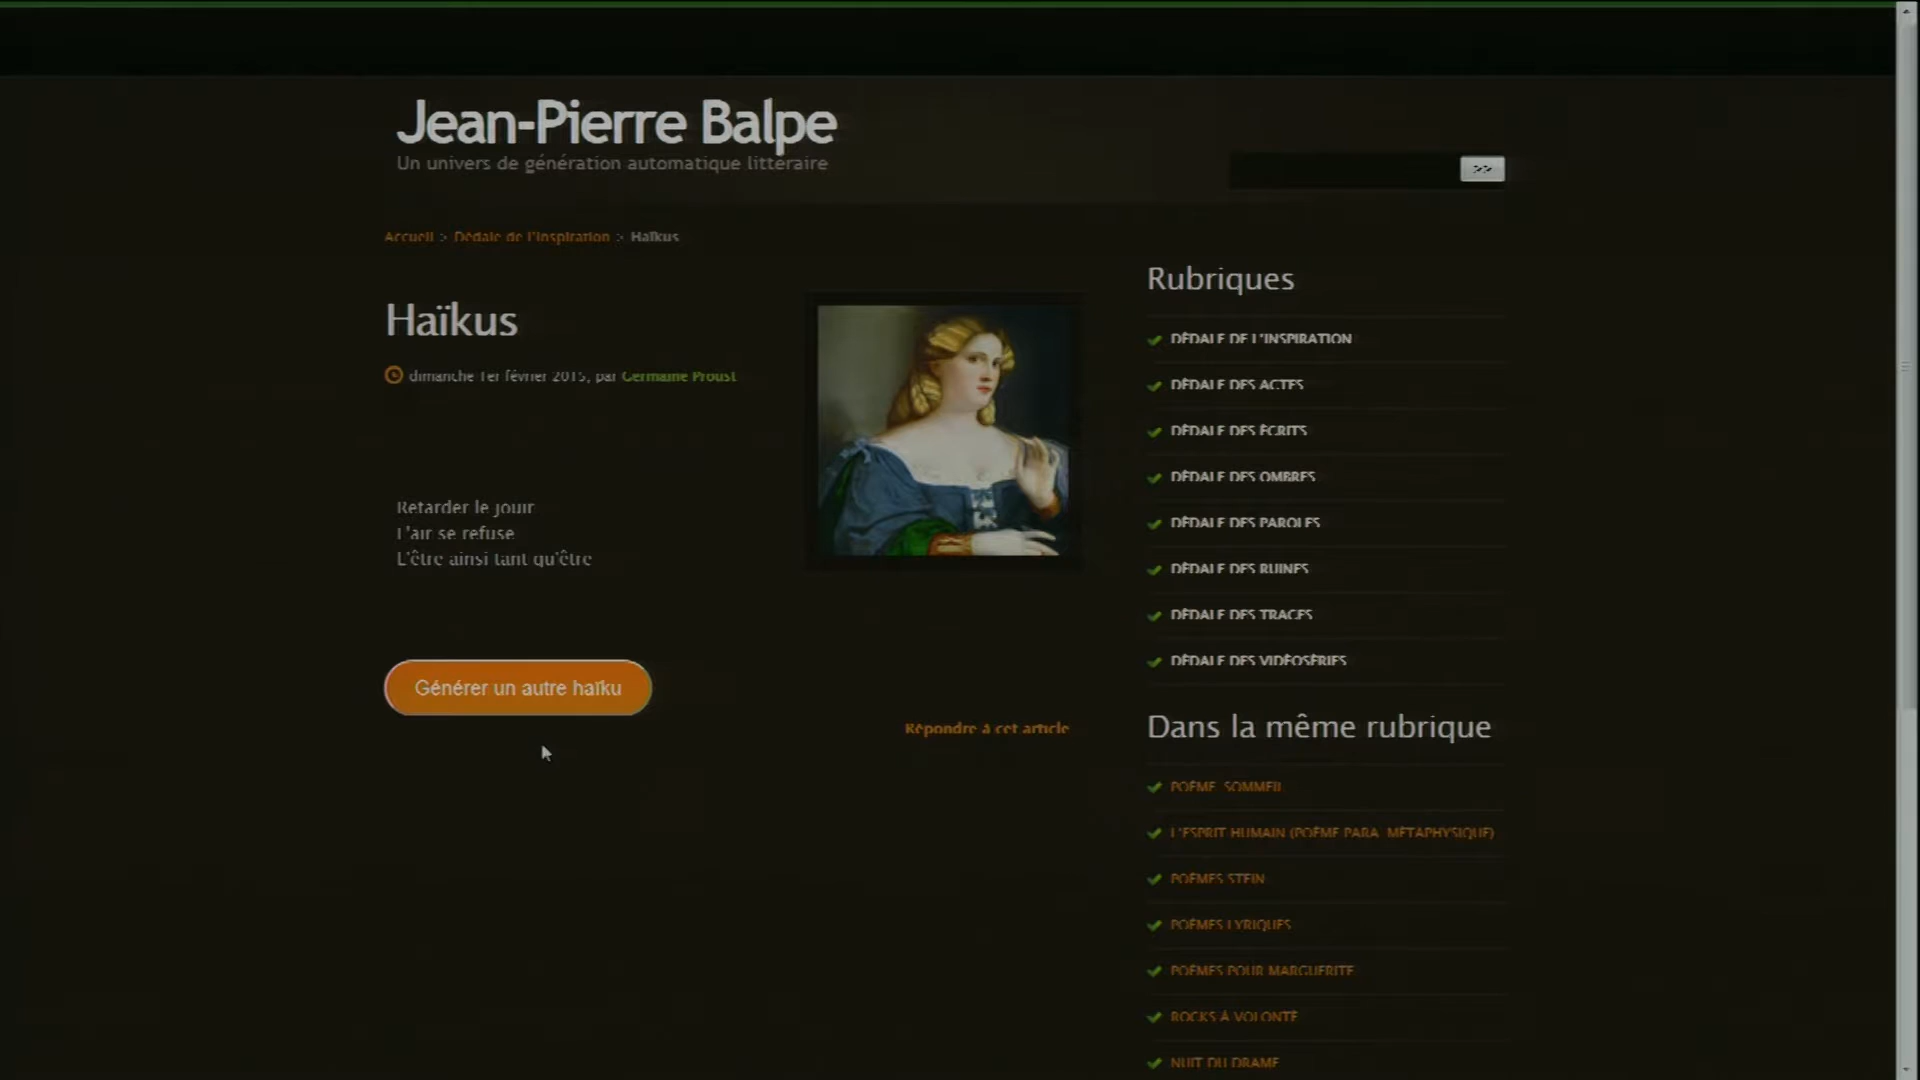 Jean-Pierre Balpe
Un univers de génération automatique littéraire
>>
Accueil > Dédale de l'inspiration > Haïkus
Haïkus
dimanche 1er février 2015, par Germaine Proust
Retarder le jouir
L'air se refuse
L'être ainsi tant qu'être
Générer un autre haïku
Répondre à cet article
Rubriques
DÉDALE DE L'INSPIRATION
DÉDALE DES ACTES
DÉDALE DES ÉCRITS
DÉDALE DES OMBRES
DÉDALE DES PAROLES
DÉDALE DES RUINES
DÉDALE DES TRACES
DÉDALE DES VIDÉOSÉRIES
Dans la même rubrique
POÈME-SOMMEIL
L'ESPRIT HUMAIN (POÈME PARA-MÉTAPHYSIQUE)
POÈMES STEIN
POÈMES LYRIQUES
POÈMES POUR MARGUERITE
ROCKS À VOLONTÉ
NUIT DU DRAME